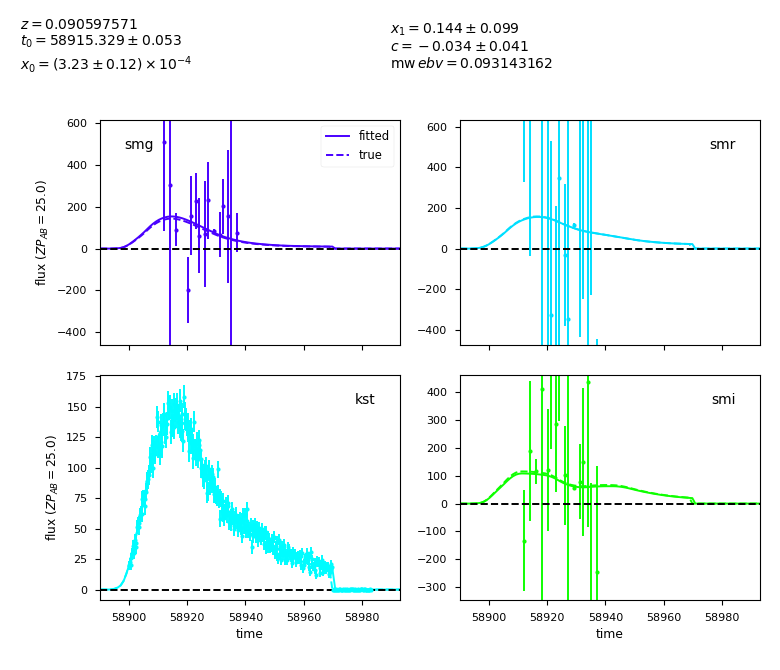 z = 0.090597571
t₀ = 58915.329 ± 0.053
x₀ = (3.23 ± 0.12) × 10⁻⁴
x₁ = 0.144 ± 0.099
c = −0.034 ± 0.041
mw ebv = 0.093143162
600
400
200
0
−200
−400
flux (ZP_AB = 25.0)
smg
fitted
true
600
400
200
0
−200
−400
smr
175
150
125
100
75
50
25
0
flux (ZP_AB = 25.0)
kst
58900 58920 58940 58960 58980
time
400
300
200
100
0
−100
−200
−300
smi
58900 58920 58940 58960 58980
time